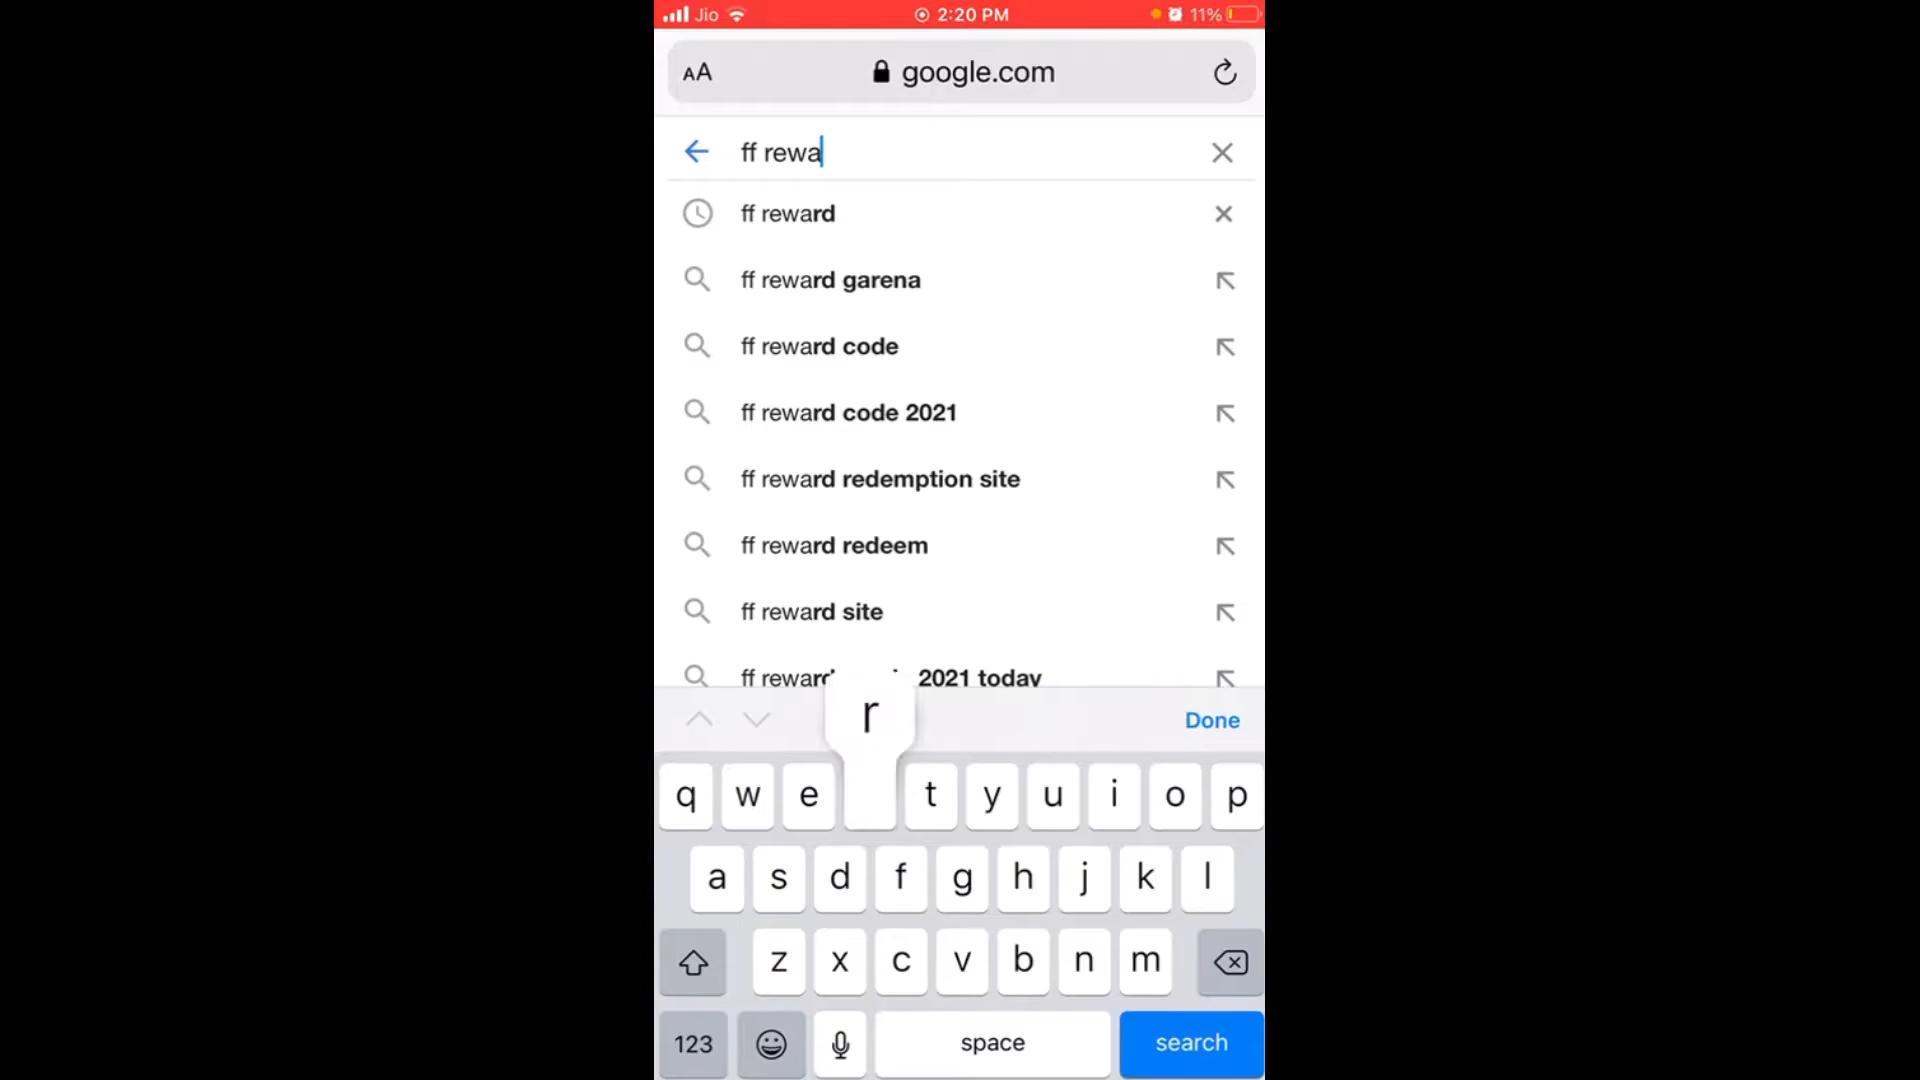 Jio 2:20 PM 11%
AA google.com
ff rewa
ff reward
ff reward garena
ff reward code
ff reward code 2021
ff reward redemption site
ff reward redeem
ff reward site
ff reward 2021 today
r
Done
q w e t y u i o p
a s d f g h j k l
z x c v b n m
123 space search